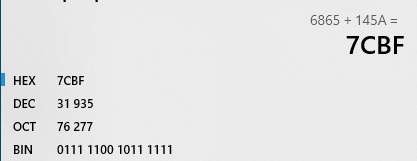 6865 + 145A =
7CBF
HEX 7CBF
DEC 31 935
OCT 76 277
BIN 0111 1100 1011 1111